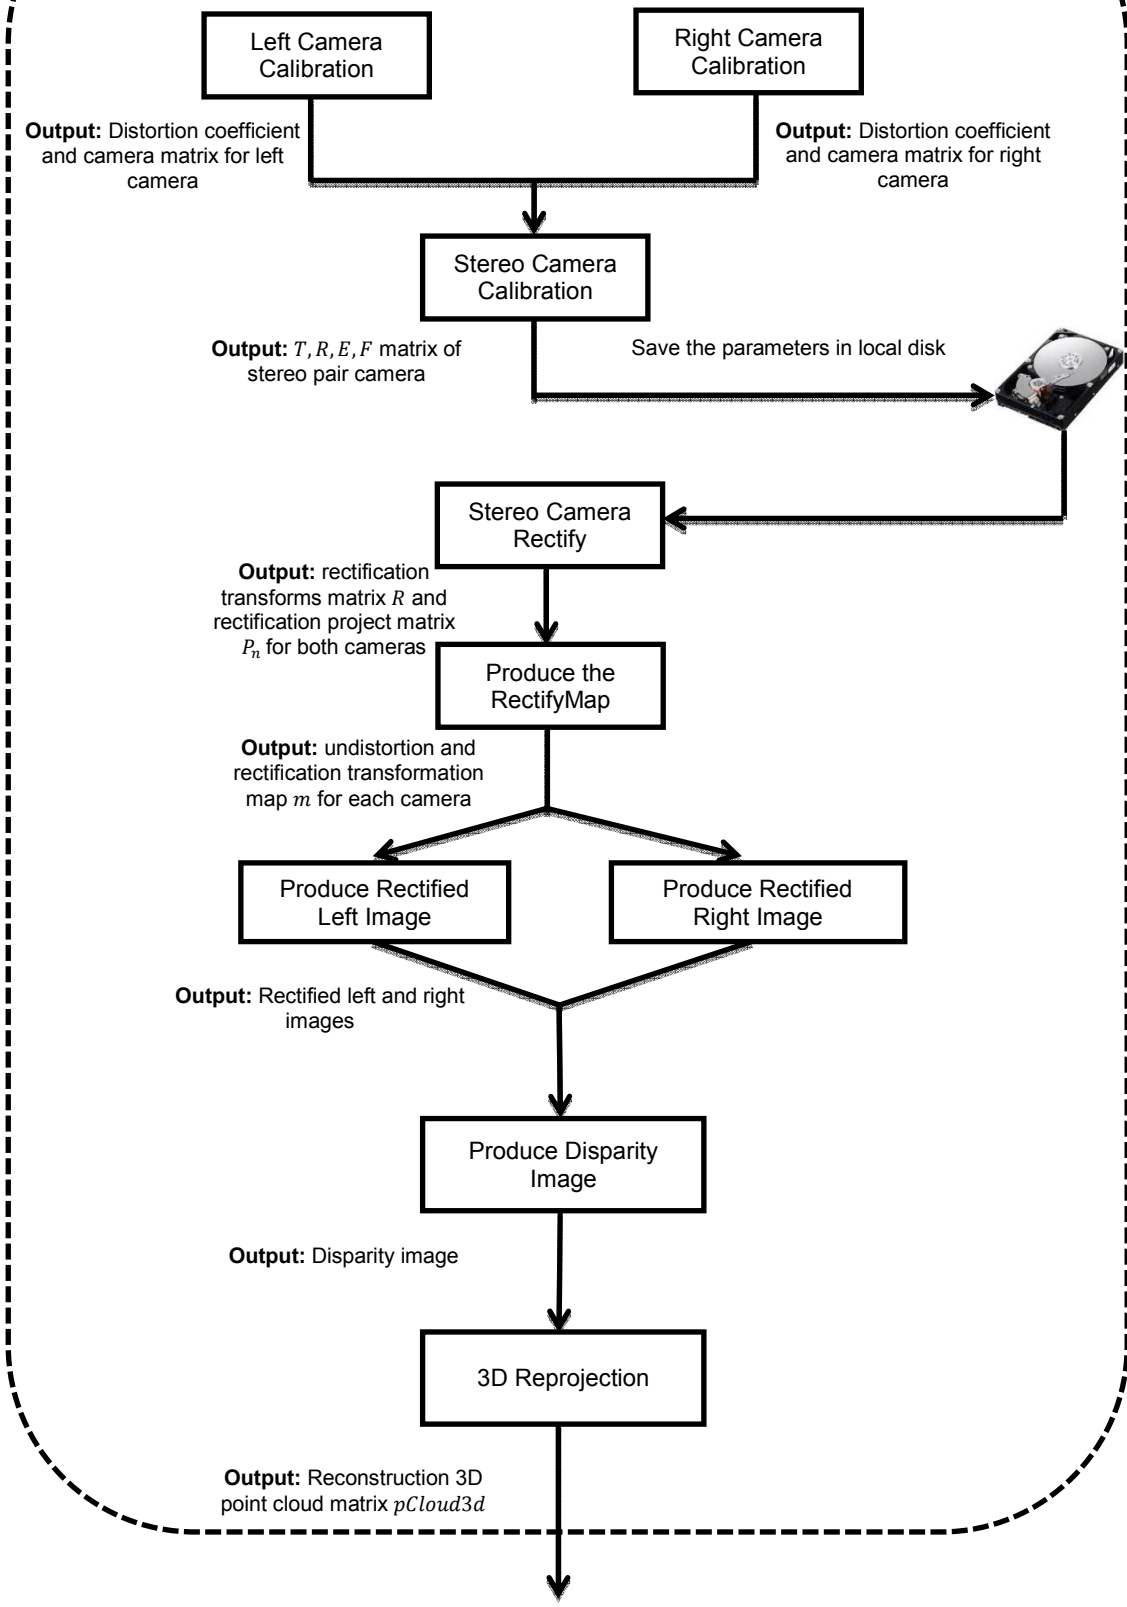 Left Camera
Calibration
Right Camera
Calibration
Output: Distortion coefficient
and camera matrix for left
camera
Output: Distortion coefficient
and camera matrix for right
camera
Stereo Camera
Calibration
Output: T, R, E, F matrix of
stereo pair camera
Save the parameters in local disk
Stereo Camera
Rectify
Output: rectification
transforms matrix R and
rectification project matrix
Pₙ for both cameras
Produce the
RectifyMap
Output: undistortion and
rectification transformation
map m for each camera
Produce Rectified
Left Image
Produce Rectified
Right Image
Output: Rectified left and right
images
Produce Disparity
Image
Output: Disparity image
3D Reprojection
Output: Reconstruction 3D
point cloud matrix pCloud3d